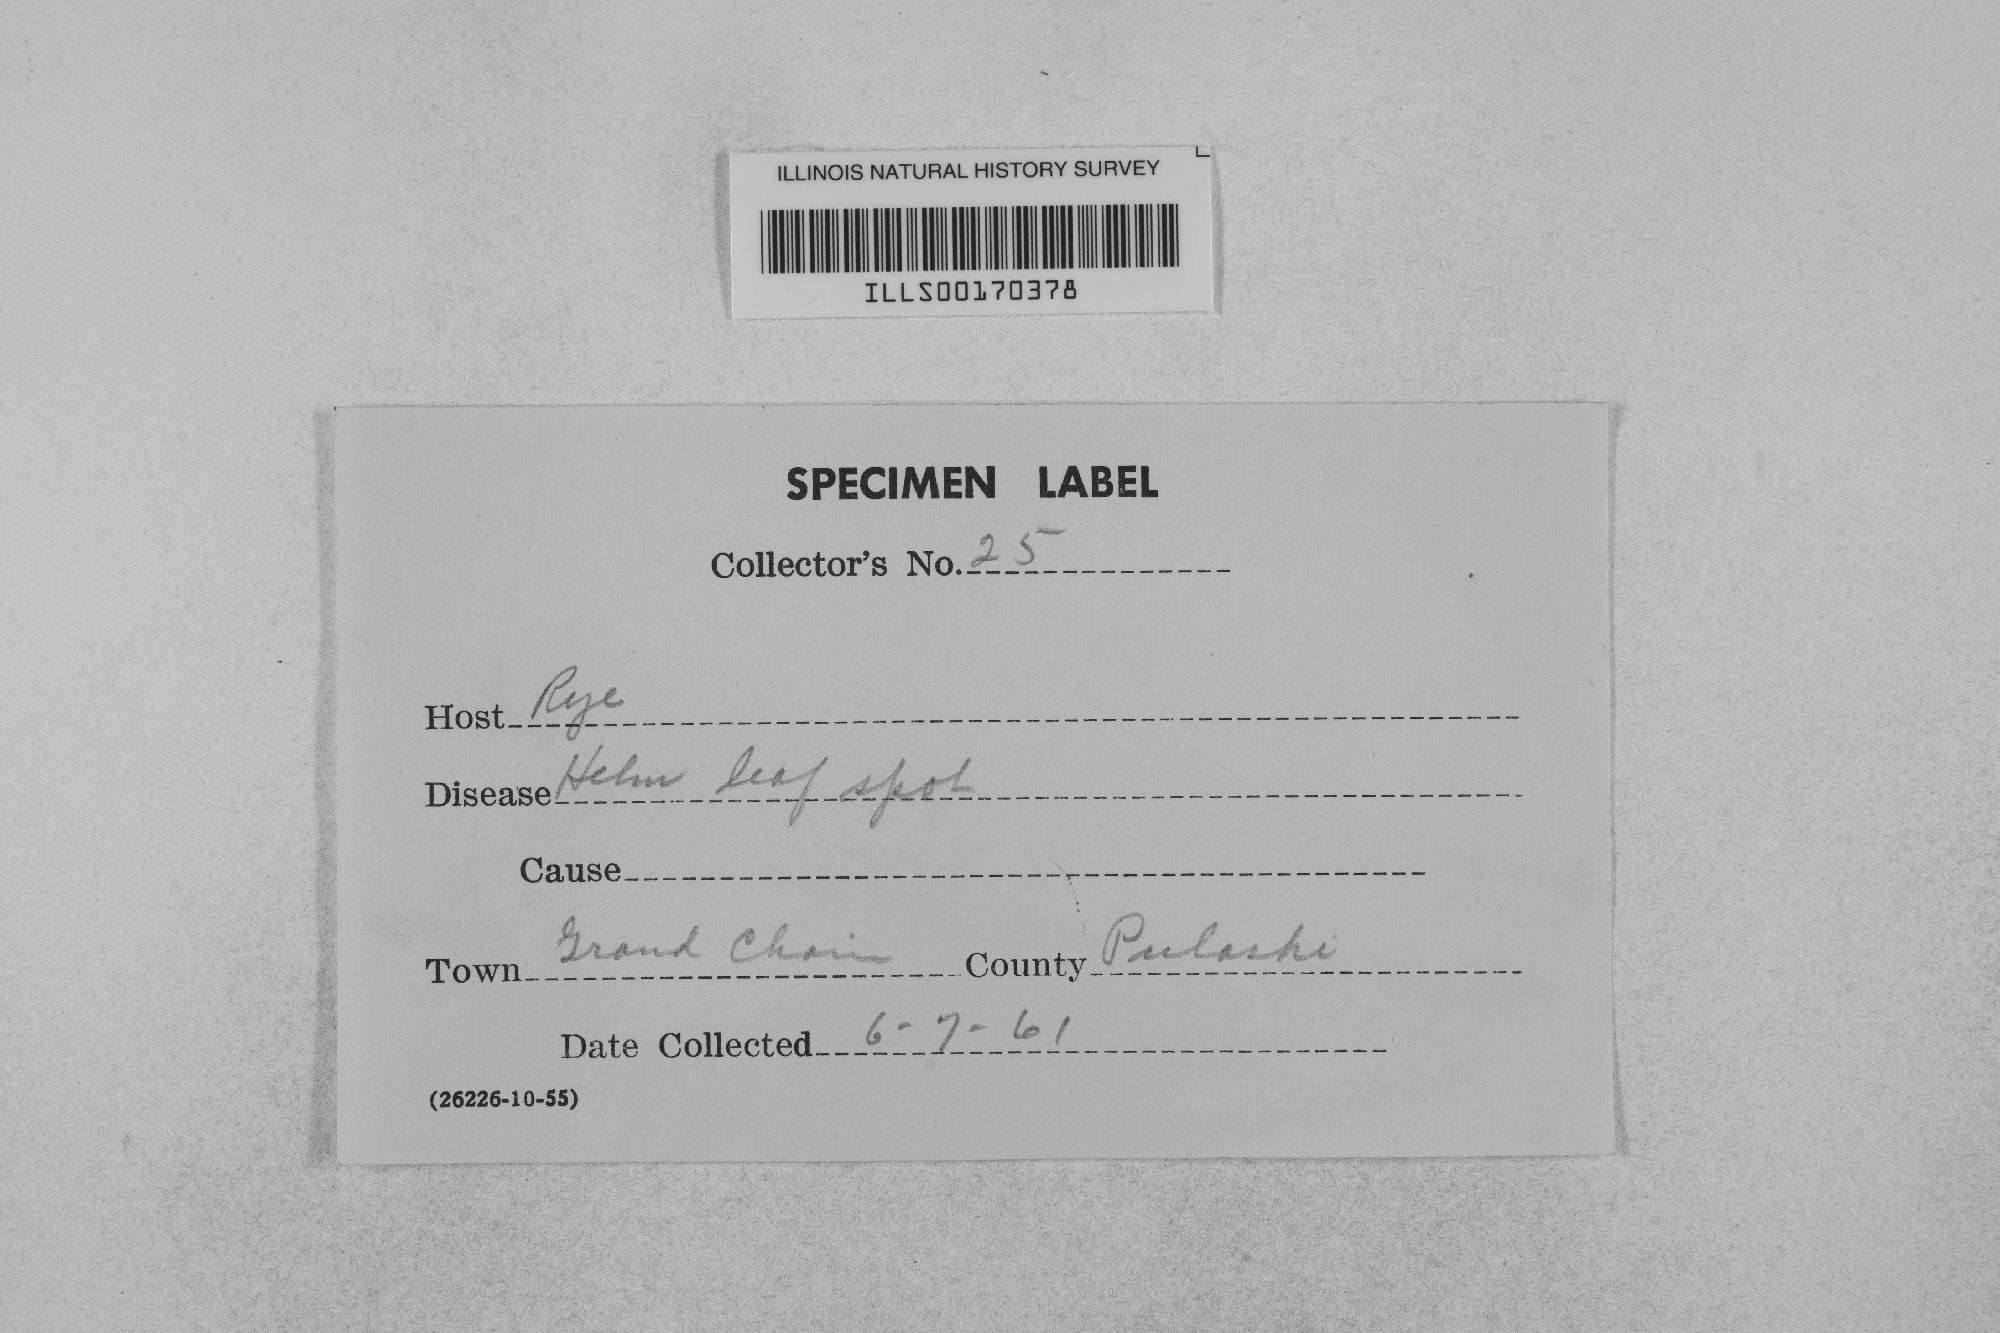 ILLINOIS NATURAL HISTORY SURVEY
ILLS00170378
SPECIMEN LABEL
Collector's No. 25
Host Rye
Disease Helm leaf spot
Cause
Town Grand Chain County Pulaski
Date Collected 6-7-61
(26226-10-55)